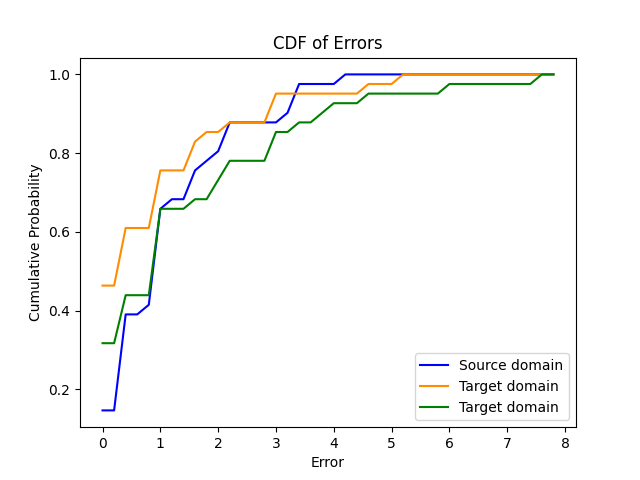 CDF of Errors
1.0
0.8
0.6
0.4
0.2
Cumulative Probability
0 1 2 3 4 5 6 7 8
Error
Source domain
Target domain
Target domain